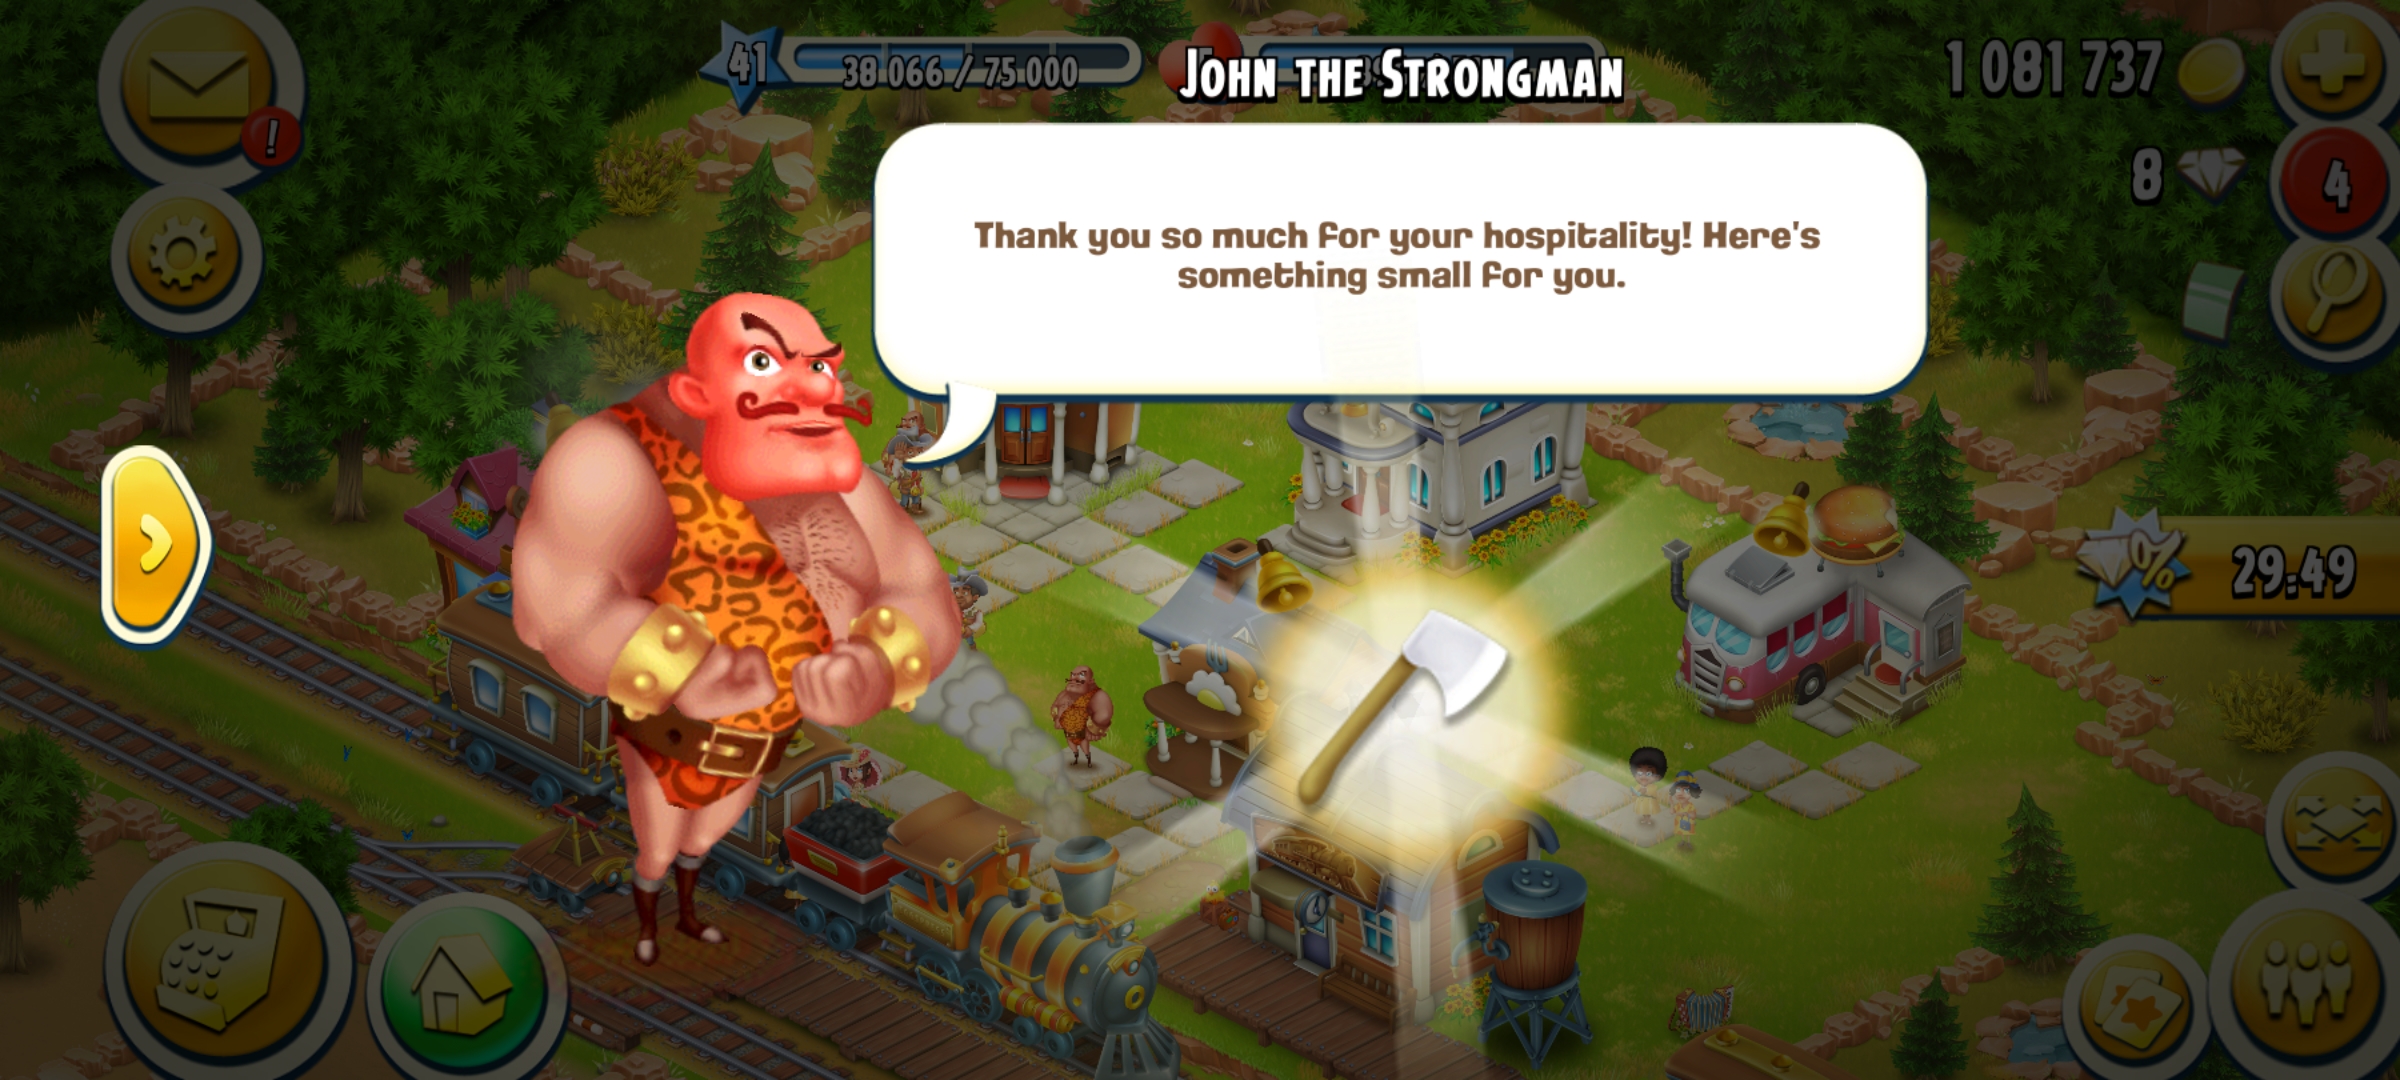 41
38 066 / 75 000
JOHN THE STRONGMAN
1 081 737
!
8
4
Thank you so much for your hospitality! Here's
something small for you.
0%
29:49